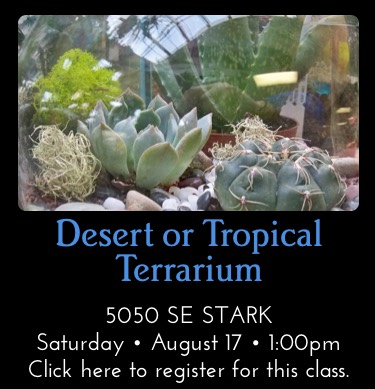 Desert or Tropical
Terrarium
5050 SE STARK
Saturday • August 17 • 1:00pm
Click here to register for this class.